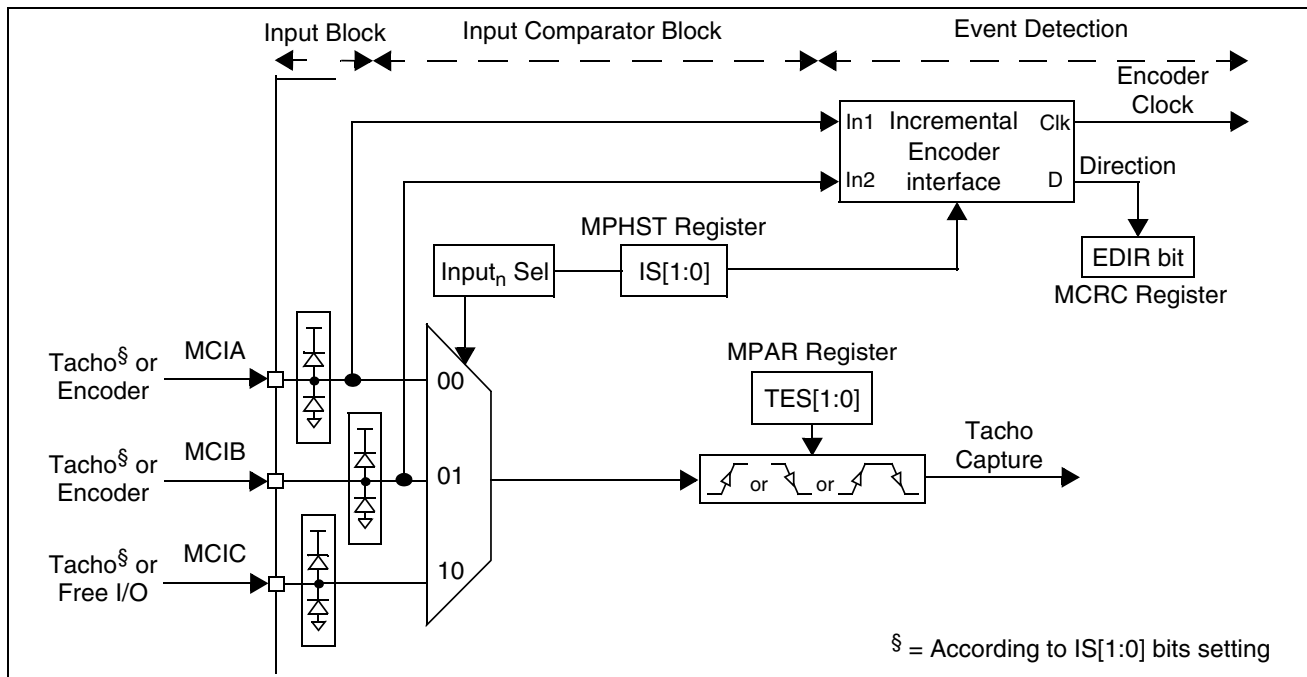 Input Block
Input Comparator Block
Event Detection
Encoder
Clock
In1
Incremental
Encoder
interface
Clk
In2
D
Direction
MPHST Register
Input_n Sel
IS[1:0]
EDIR bit
MCRC Register
Tacho§ or
Encoder
MCIA
00
MPAR Register
TES[1:0]
Tacho§ or
Encoder
MCIB
01
or
or
Tacho
Capture
Tacho§ or
Free I/O
MCIC
10
§ = According to IS[1:0] bits setting